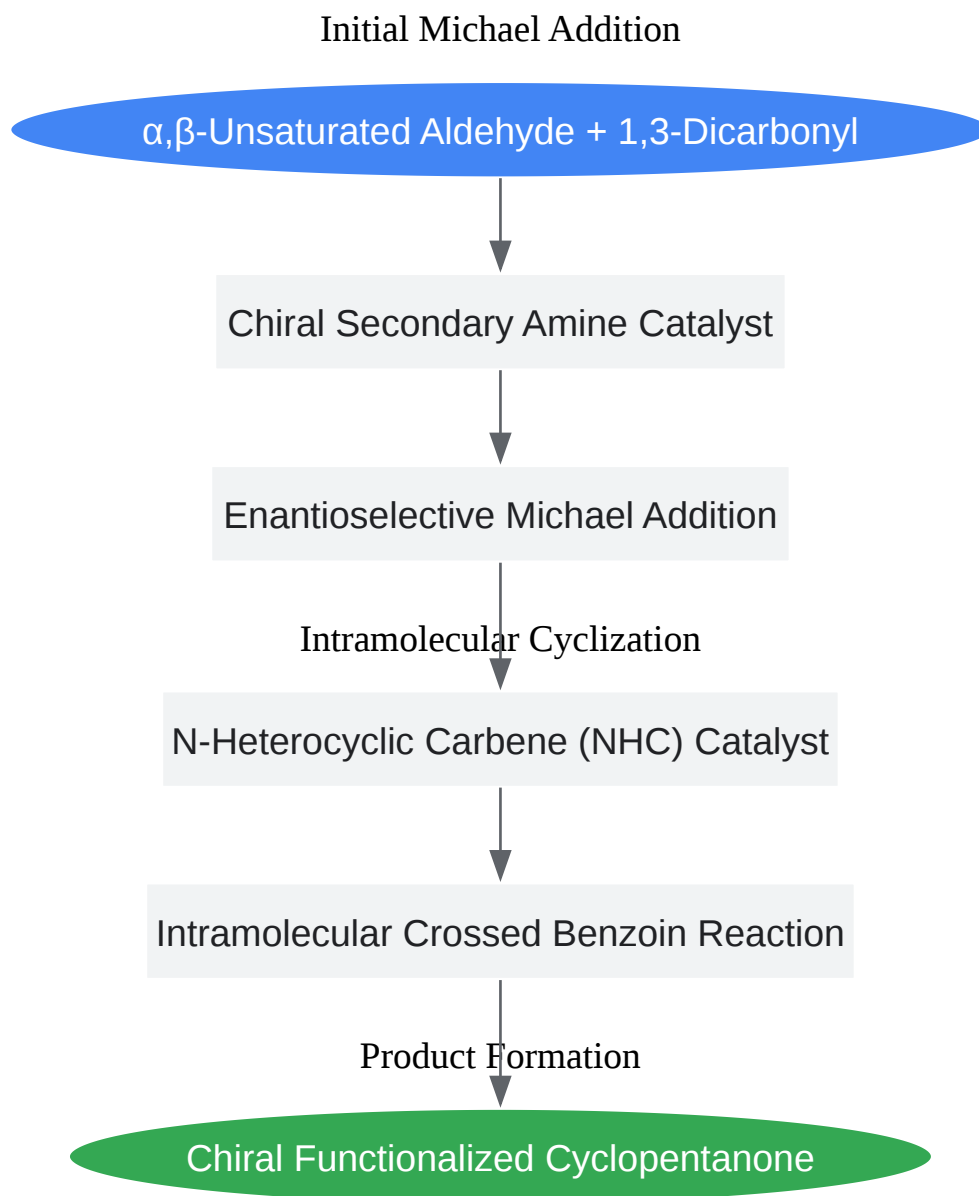 Initial Michael Addition
α,β-Unsaturated Aldehyde + 1,3-Dicarbonyl
Chiral Secondary Amine Catalyst
Enantioselective Michael Addition
Intramolecular Cyclization
N-Heterocyclic Carbene (NHC) Catalyst
Intramolecular Crossed Benzoin Reaction
Product Formation
Chiral Functionalized Cyclopentanone